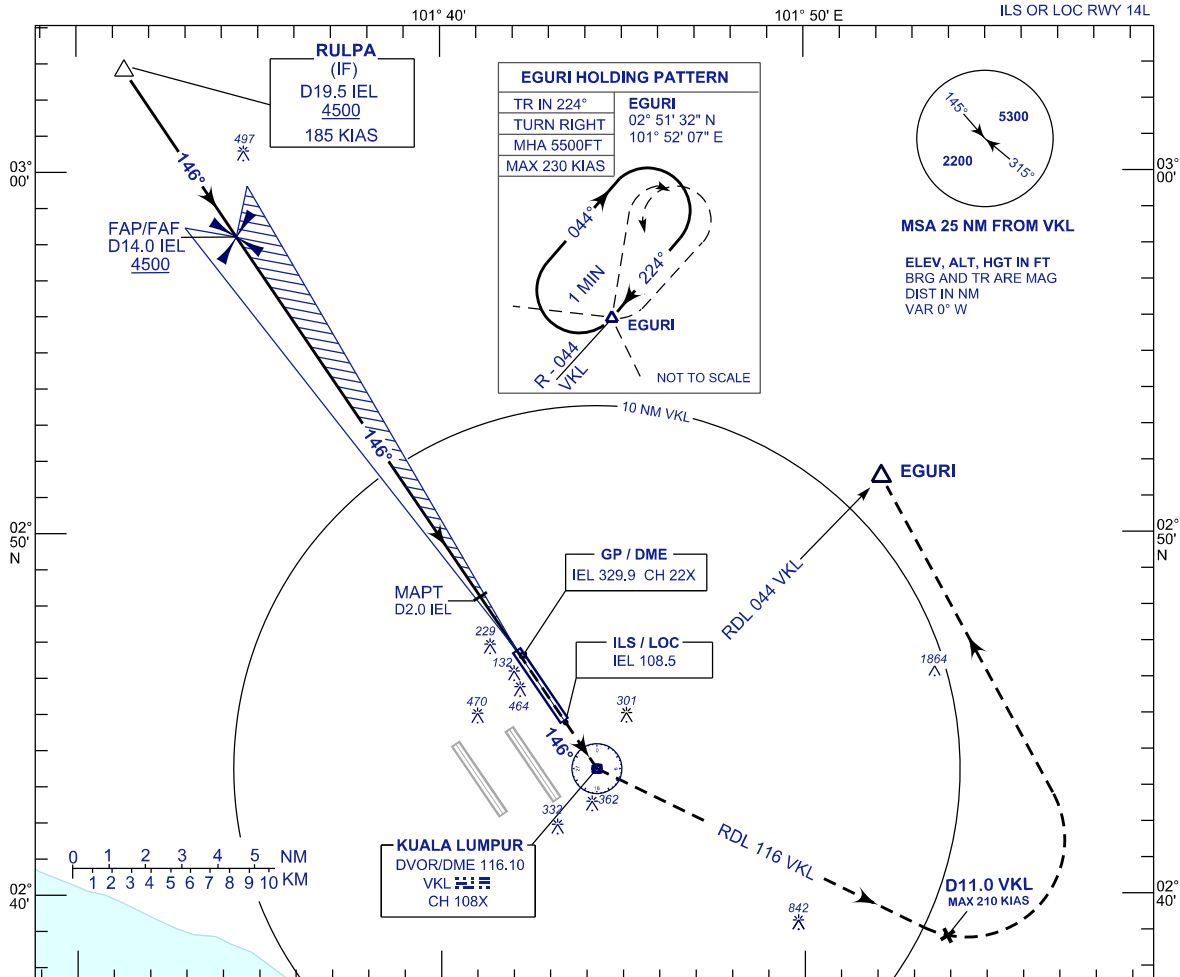 ILS OR LOC RWY 14L
101° 40'
101° 50' E
RULPA
(IF)
D19.5 IEL
4500
185 KIAS
497
146°
FAP/FAF
D14.0 IEL
4500
EGURI HOLDING PATTERN
TR IN 224°
TURN RIGHT
MHA 5500FT
MAX 230 KIAS
EGURI
02° 51' 32" N
101° 52' 07" E
044°
1 MIN
224°
EGURI
R - 044
VKL
NOT TO SCALE
145°
5300
2200
315°
MSA 25 NM FROM VKL
ELEV, ALT, HGT IN FT
BRG AND TR ARE MAG
DIST IN NM
VAR 0° W
03°
00'
03°
00'
10 NM VKL
146°
EGURI
RDL 044 VKL
02°
50'
N
02°
50'
N
GP / DME
IEL 329.9 CH 22X
MAPT
D2.0 IEL
229
132
464
470
ILS / LOC
IEL 108.5
301
1864
146°
362
332
KUALA LUMPUR
DVOR/DME 116.10
VKL
CH 108X
RDL 116 VKL
D11.0 VKL
MAX 210 KIAS
842
0 1 2 3 4 5 NM
1 2 3 4 5 6 7 8 9 10 KM
02°
40'
02°
40'